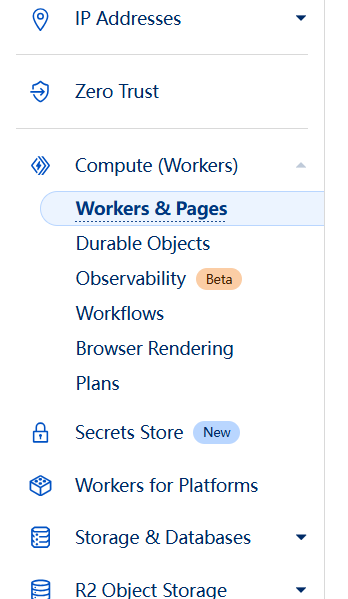 IP Addresses
Zero Trust
Compute (Workers)
Workers & Pages
Durable Objects
Observability Beta
Workflows
Browser Rendering
Plans
Secrets Store New
Workers for Platforms
Storage & Databases
R2 Object Storage